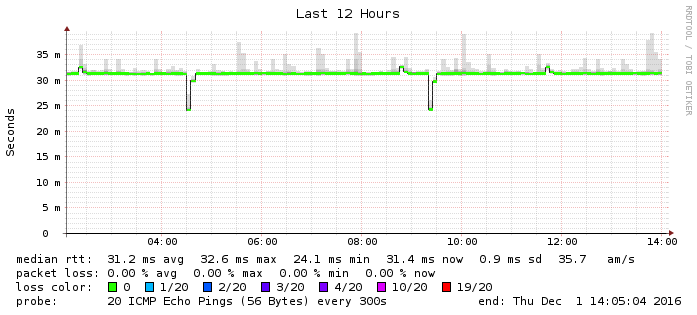 Last 12 Hours
RRDTOOL / TOBI OETIKER
Seconds
35 m
30 m
25 m
20 m
15 m
10 m
5 m
0
04:00 06:00 08:00 10:00 12:00 14:00
median rtt: 31.2 ms avg 32.6 ms max 24.1 ms min 31.4 ms now 0.9 ms sd 35.7 am/s
packet loss: 0.00 % avg 0.00 % max 0.00 % min 0.00 % now
loss color: 0 1/20 2/20 3/20 4/20 10/20 19/20
probe: 20 ICMP Echo Pings (56 Bytes) every 300s end: Thu Dec 1 14:05:04 2016